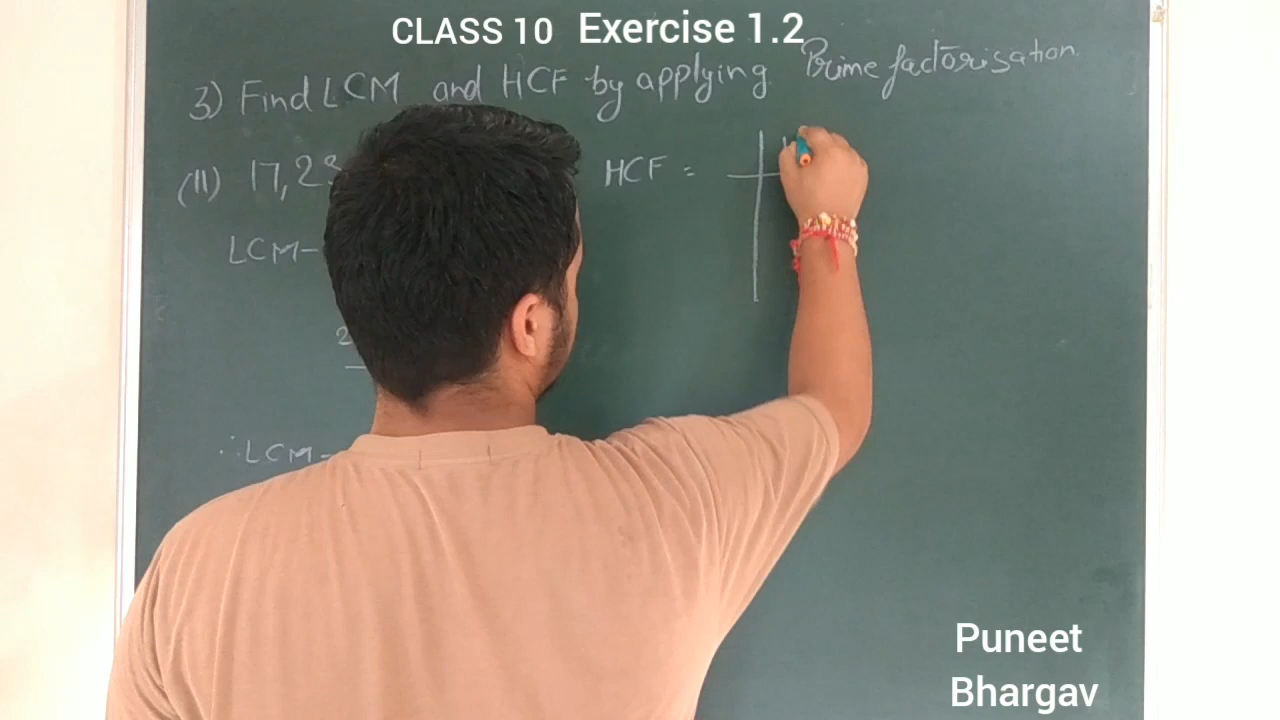 CLASS 10 Exercise 1.2
3) Find LCM and HCF by applying Prime factorisation.
(II) 17, 23
HCF =
LCM -
2
∴ LCM -
Puneet
Bhargav